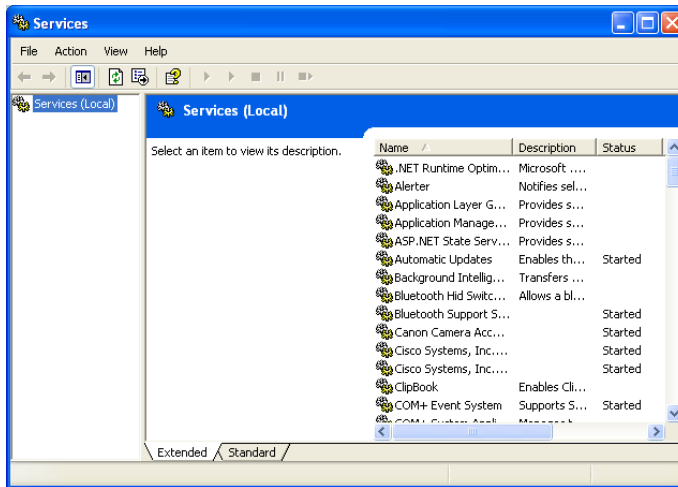 Services
File Action View Help
Services (Local)
Services (Local)
Select an item to view its description.
Name Description Status
.NET Runtime Optim... Microsoft ....
Alerter Notifies sel...
Application Layer G... Provides s...
Application Manage... Provides s...
ASP.NET State Serv... Provides s...
Automatic Updates Enables th... Started
Background Intellig... Transfers ...
Bluetooth Hid Switc... Allows a bl...
Bluetooth Support S... Started
Canon Camera Acc... Started
Cisco Systems, Inc.... Started
Cisco Systems, Inc.... Started
ClipBook Enables Cli...
COM+ Event System Supports S... Started
Extended Standard